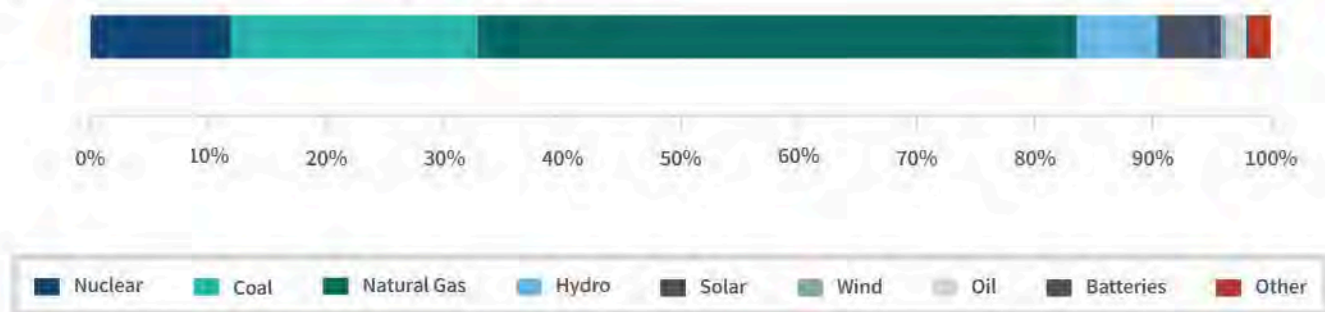 0% 10% 20% 30% 40% 50% 60% 70% 80% 90% 100%
Nuclear Coal Natural Gas Hydro Solar Wind Oil Batteries Other